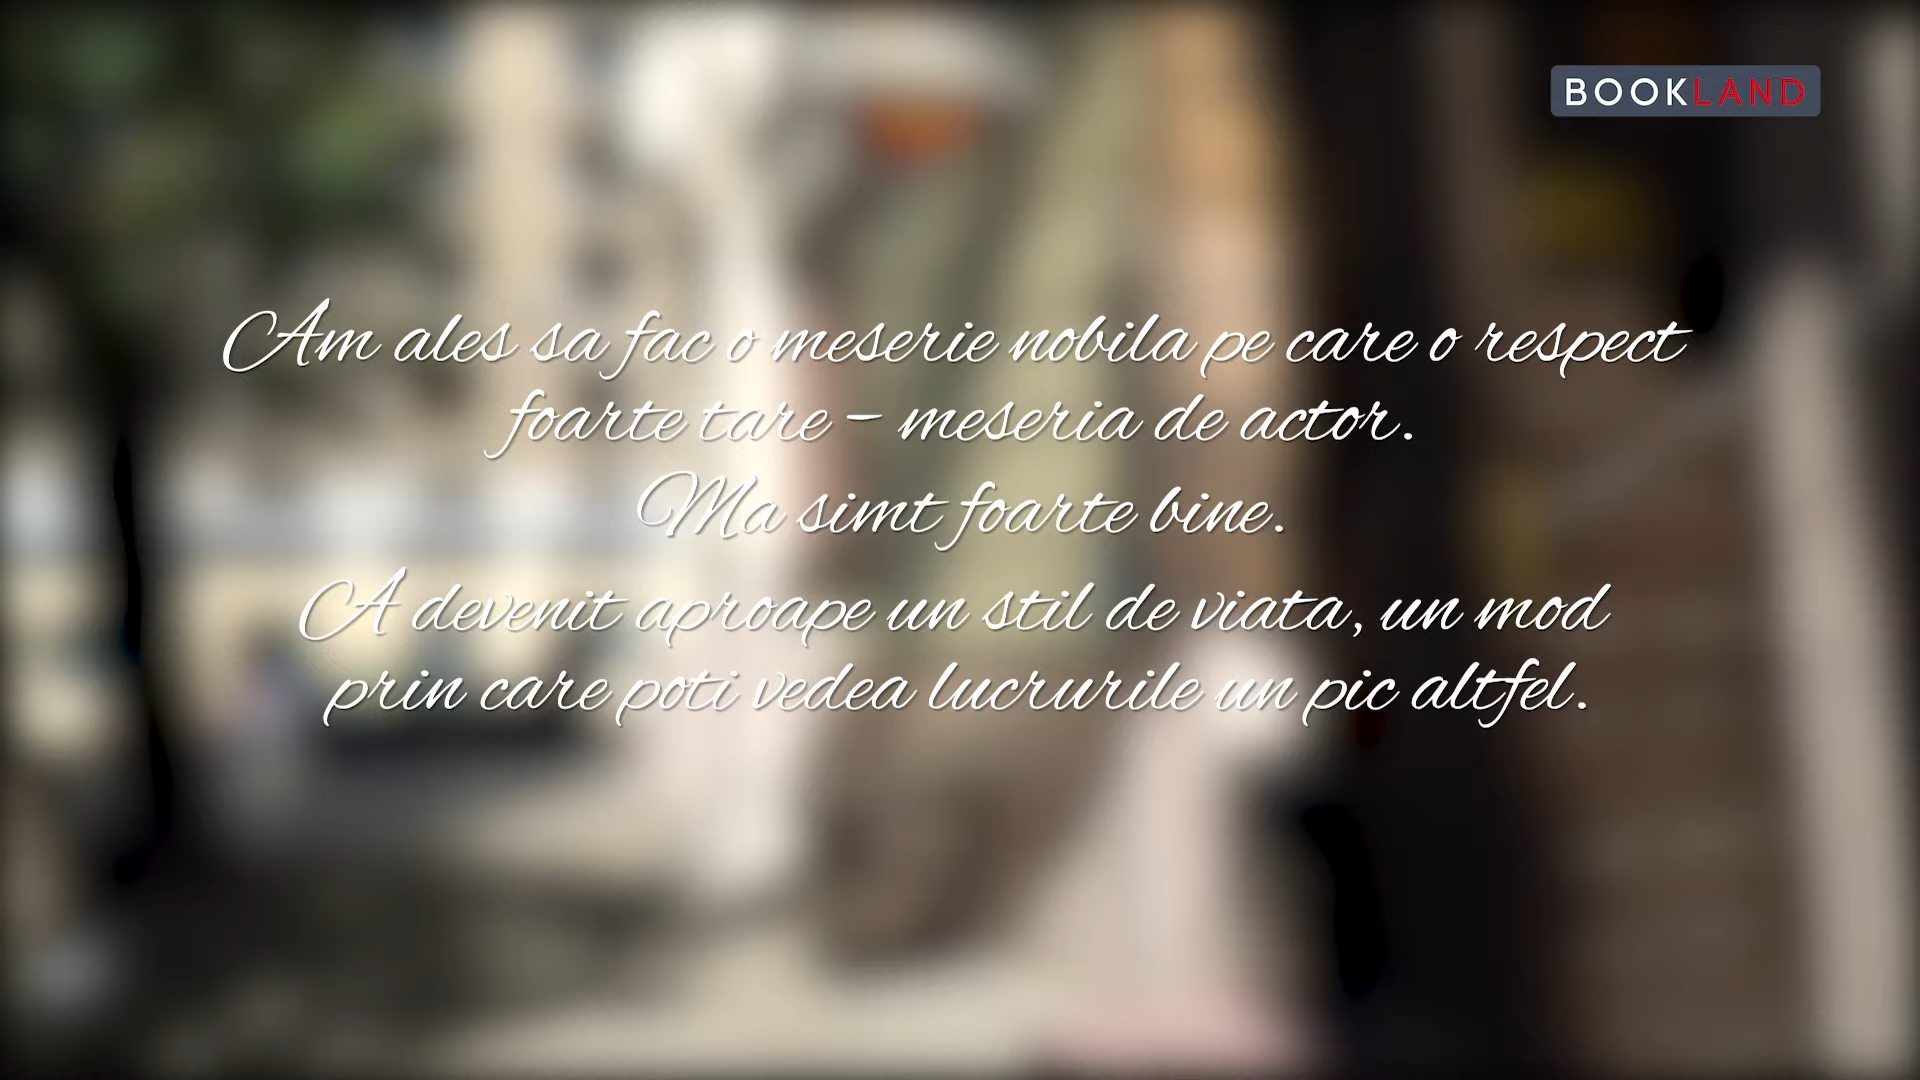 BOOKLAND
Am ales sa fac o meserie nobila pe care o respect
foarte tare – meseria de actor.
Ma simt foarte bine.
A devenit aproape un stil de viata, un mod
prin care poti vedea lucrurile un pic altfel.